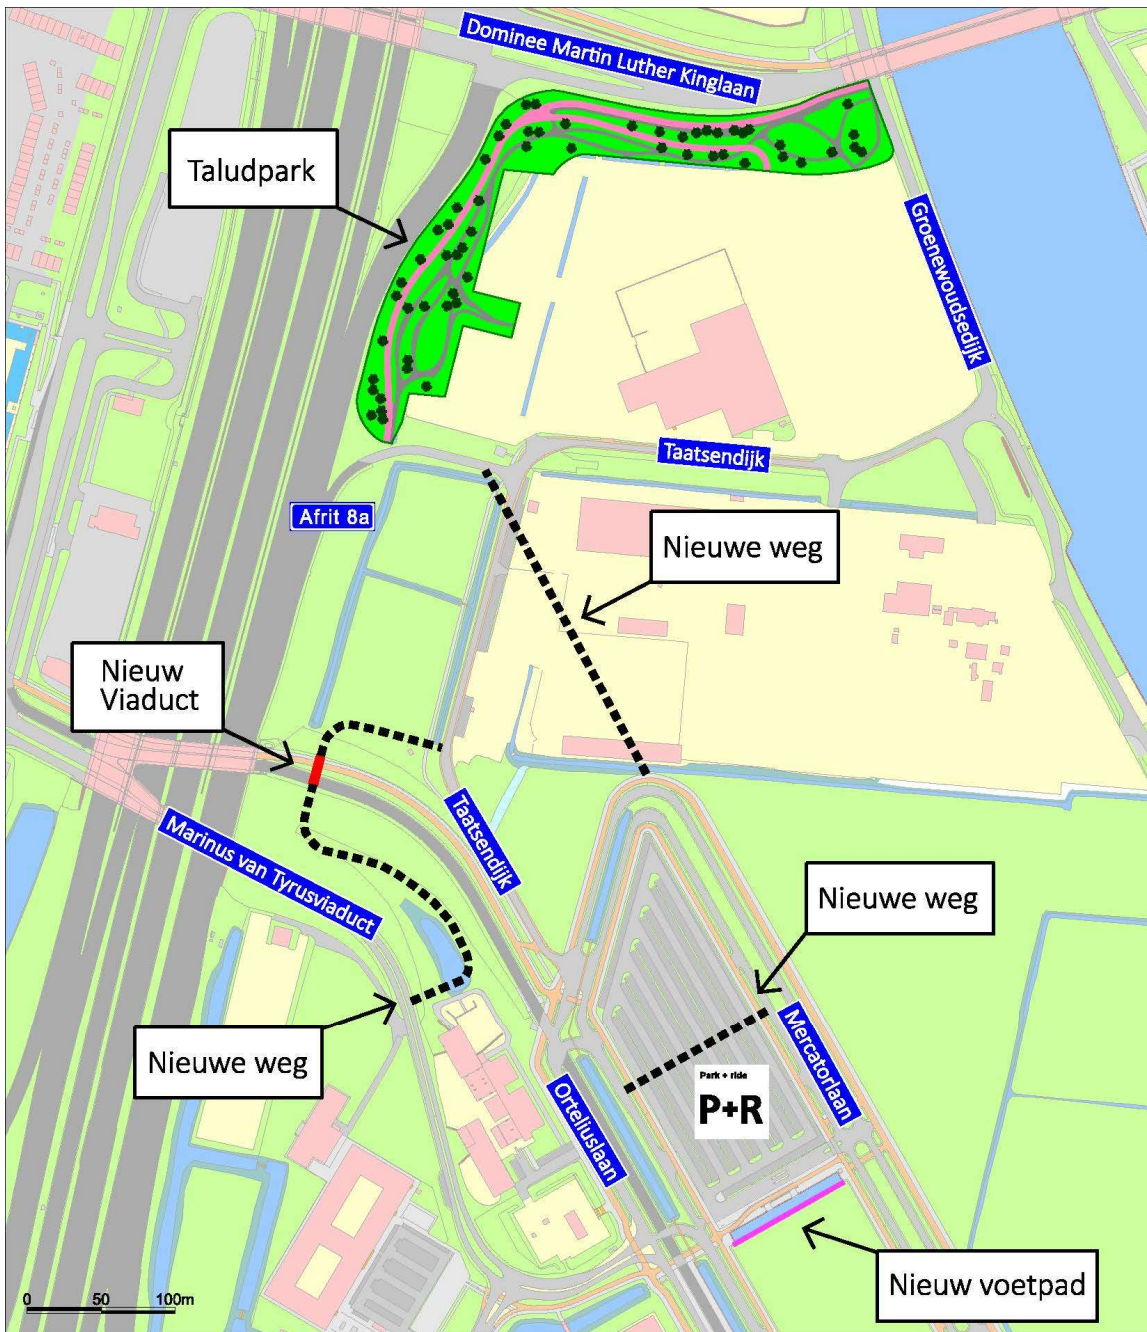 Dominee Martin Luther Kinglaan
Taludpark
Groenewoudsedijk
Taatsendijk
Afrit 8a
Nieuwe weg
Nieuw
Viaduct
Marinus van Tyrusviaduct
Taatsendijk
Nieuwe weg
Mercatorlaan
Nieuwe weg
Park + ride
P+R
Orteliuslaan
Nieuw voetpad
0 50 100m